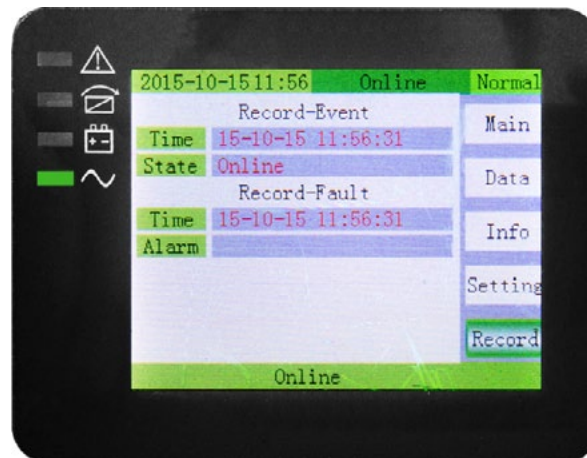 2015-10-15 11:56 Online Normal
Record-Event
Time 15-10-15 11:56:31
State Online
Record-Fault
Time 15-10-15 11:56:31
Alarm
Main
Data
Info
Setting
Record
Online